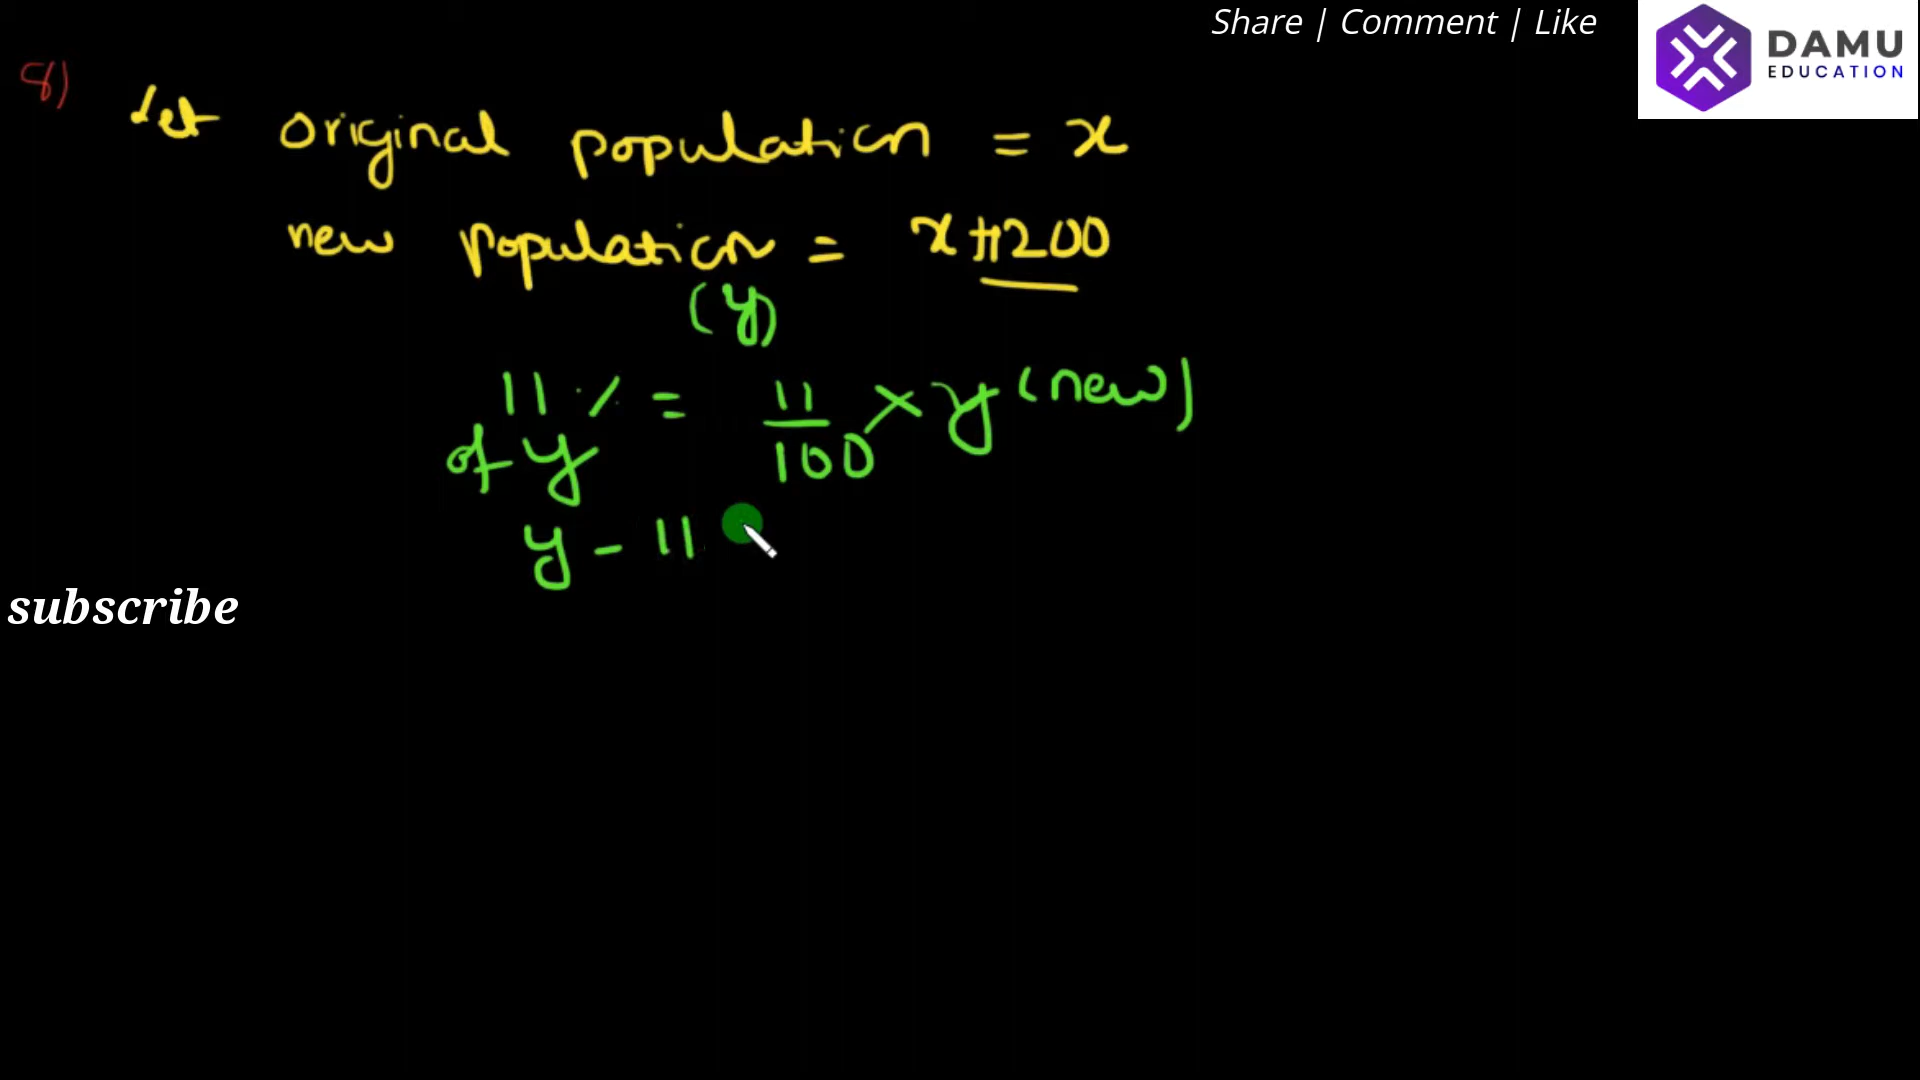 Share | Comment | Like
DAMU
EDUCATION
8)
let original population = x
new population = x+1200
(y)
11 % = 11/100 × y (new)
of y
y - 11
subscribe